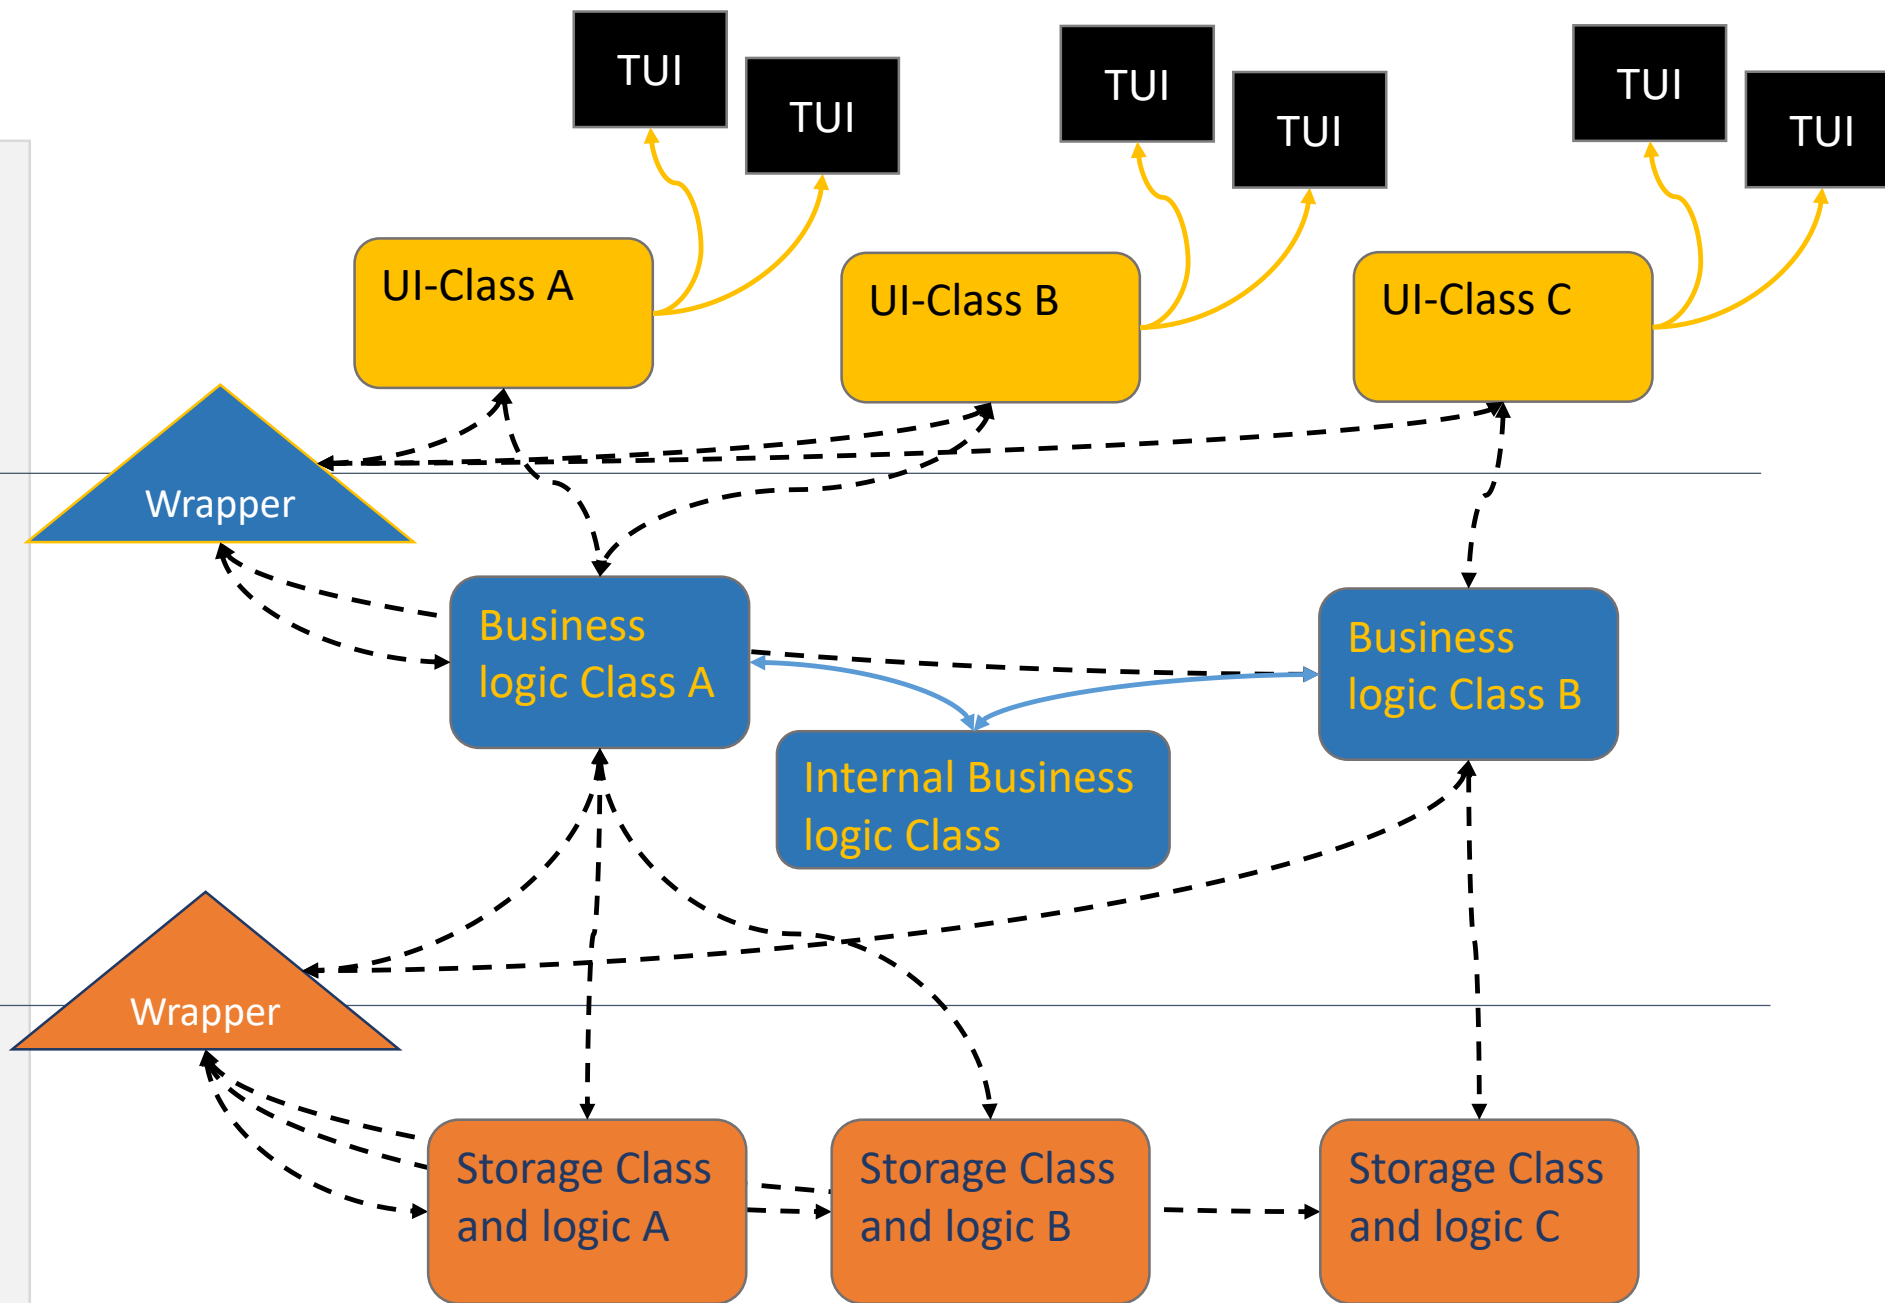 TUI
TUI
TUI
TUI
TUI
TUI
UI-Class A
UI-Class B
UI-Class C
Wrapper
Business
logic Class A
Business
logic Class B
Internal Business
logic Class
Wrapper
Storage Class
and logic A
Storage Class
and logic B
Storage Class
and logic C